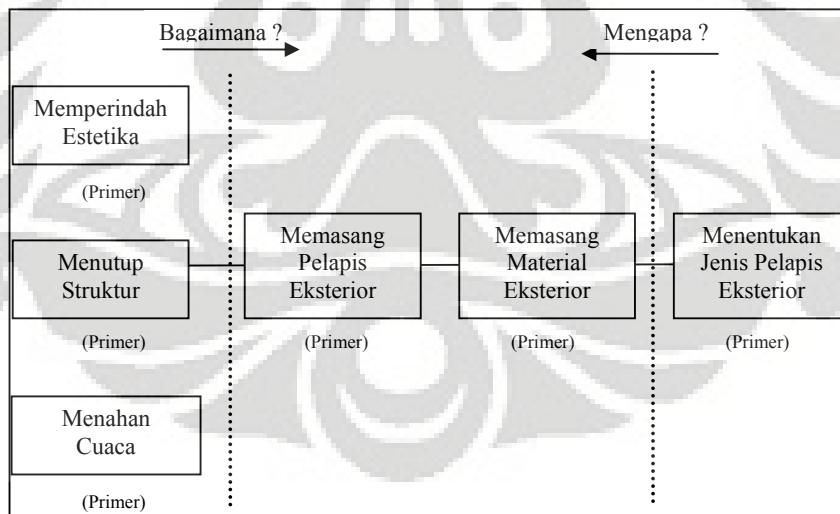 Bagaimana ?
Mengapa ?
Memperindah
Estetika
(Primer)
Menutup
Struktur
(Primer)
Memasang
Pelapis
Eksterior
(Primer)
Memasang
Material
Eksterior
(Primer)
Menentukan
Jenis Pelapis
Eksterior
(Primer)
Menahan
Cuaca
(Primer)